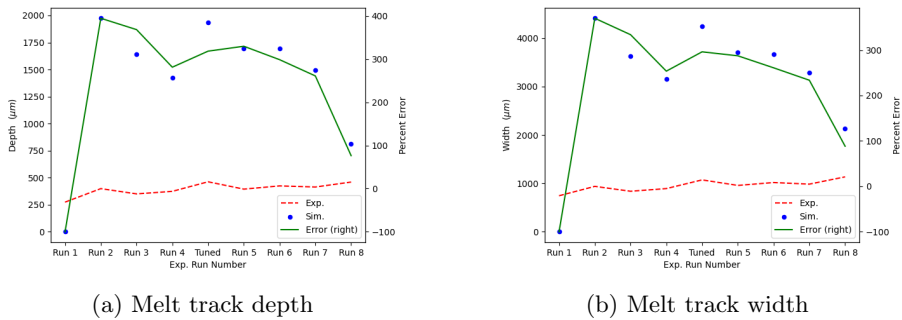 2000
1750
1500
1250
1000
750
500
250
0
Depth (μm)
400
300
200
100
0
−100
Percent Error
Exp.
Sim.
Error (right)
Run 1 Run 2 Run 3 Run 4 Tuned Run 5 Run 6 Run 7 Run 8
Exp. Run Number
(a) Melt track depth
4000
3000
2000
1000
0
Width (μm)
300
200
100
0
−100
Percent Error
Exp.
Sim.
Error (right)
Run 1 Run 2 Run 3 Run 4 Tuned Run 5 Run 6 Run 7 Run 8
Exp. Run Number
(b) Melt track width